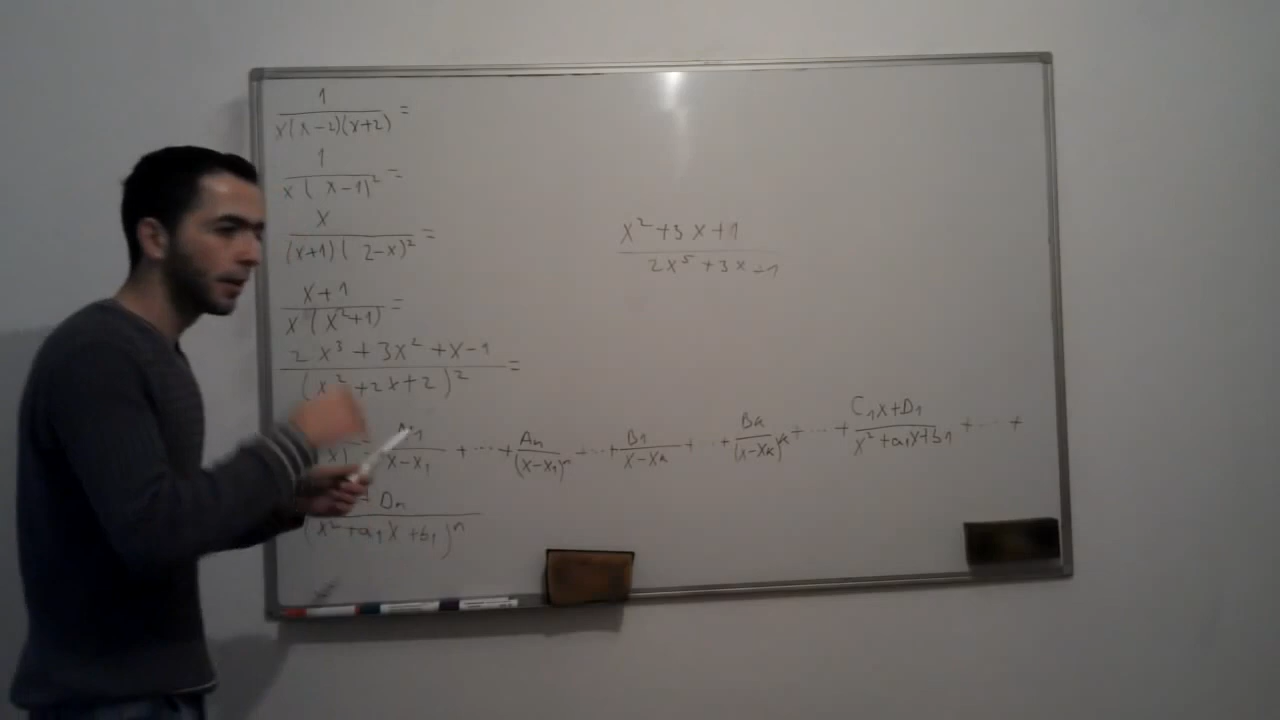 1
x(x-2)(x+2) =
1
x(x-1)² =
x
(x+1)(2-x)² =
x²+3x+1
2x⁵+3x-1
x+1
x(x²+1) =
2x³+3x²+x-1
(x²+2x+2)² =
x-x₁ + ... + Aₙ/(x-x₁)ⁿ + ... + B₁/(x-xₖ) + ... + Bₖ/(x-xₖ)ᵏ + ... + (C₁x+D₁)/(x²+a₁x+b₁) + ... +
Dₙ
(x²+a₁x+b₁)ⁿ